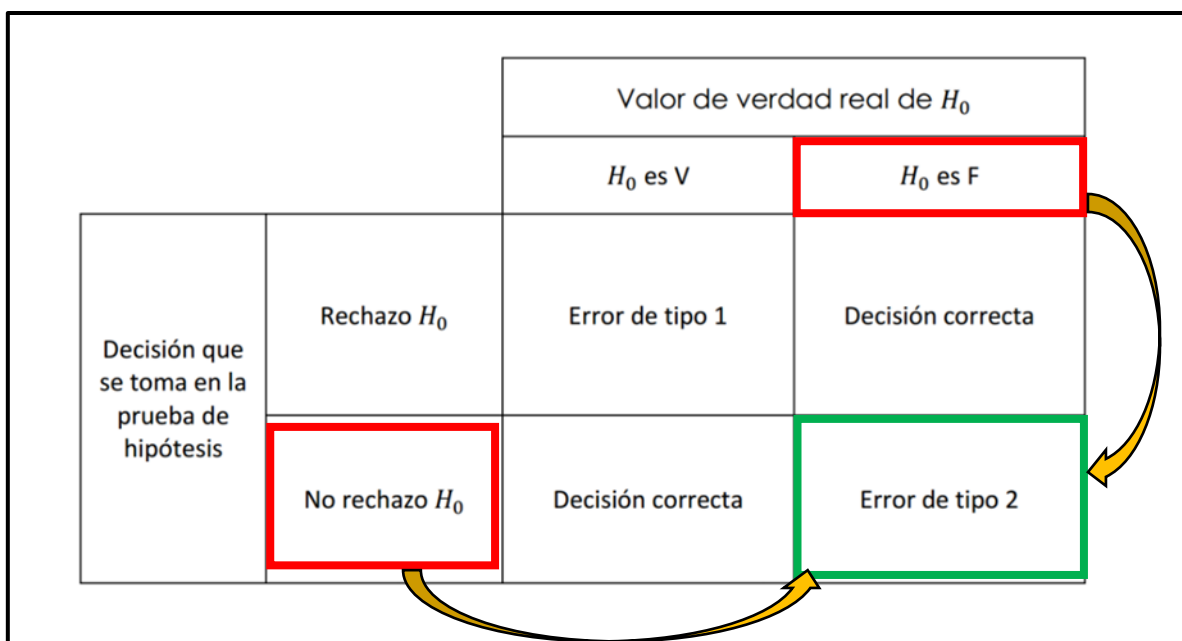 Valor de verdad real de H₀
H₀ es V
H₀ es F
Decisión que
se toma en la
prueba de
hipótesis
Rechazo H₀
Error de tipo 1
Decisión correcta
No rechazo H₀
Decisión correcta
Error de tipo 2